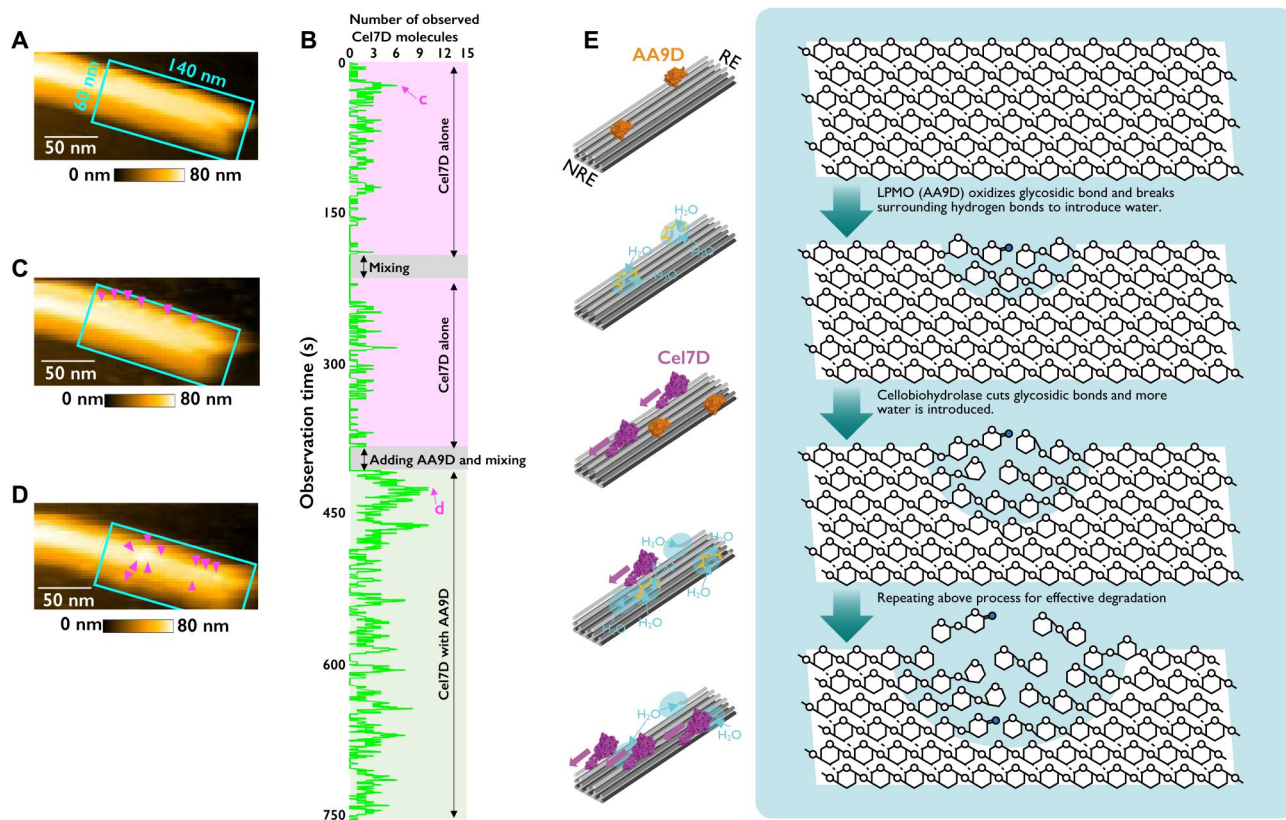 A
60 nm
140 nm
50 nm
0 nm
80 nm
C
50 nm
0 nm
80 nm
D
50 nm
0 nm
80 nm
B
Number of observed
Cel7D molecules
0 3 6 9 12 15
Observation time (s)
0
150
300
450
600
750
c
Cel7D alone
Mixing
Cel7D alone
Adding AA9D and mixing
d
Cel7D with AA9D
E
AA9D
RE
NRE
H2O
H2O
H2O
H2O
Cel7D
H2O
H2O
H2O
H2O
H2O
H2O
H2O
H2O
LPMO (AA9D) oxidizes glycosidic bond and breaks
surrounding hydrogen bonds to introduce water.
Cellobiohydrolase cuts glycosidic bonds and more
water is introduced.
Repeating above process for effective degradation